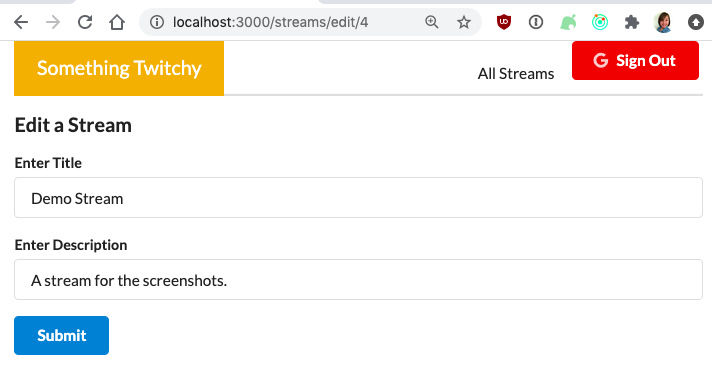 localhost:3000/streams/edit/4
Something Twitchy
All Streams
G Sign Out
Edit a Stream
Enter Title
Demo Stream
Enter Description
A stream for the screenshots.
Submit